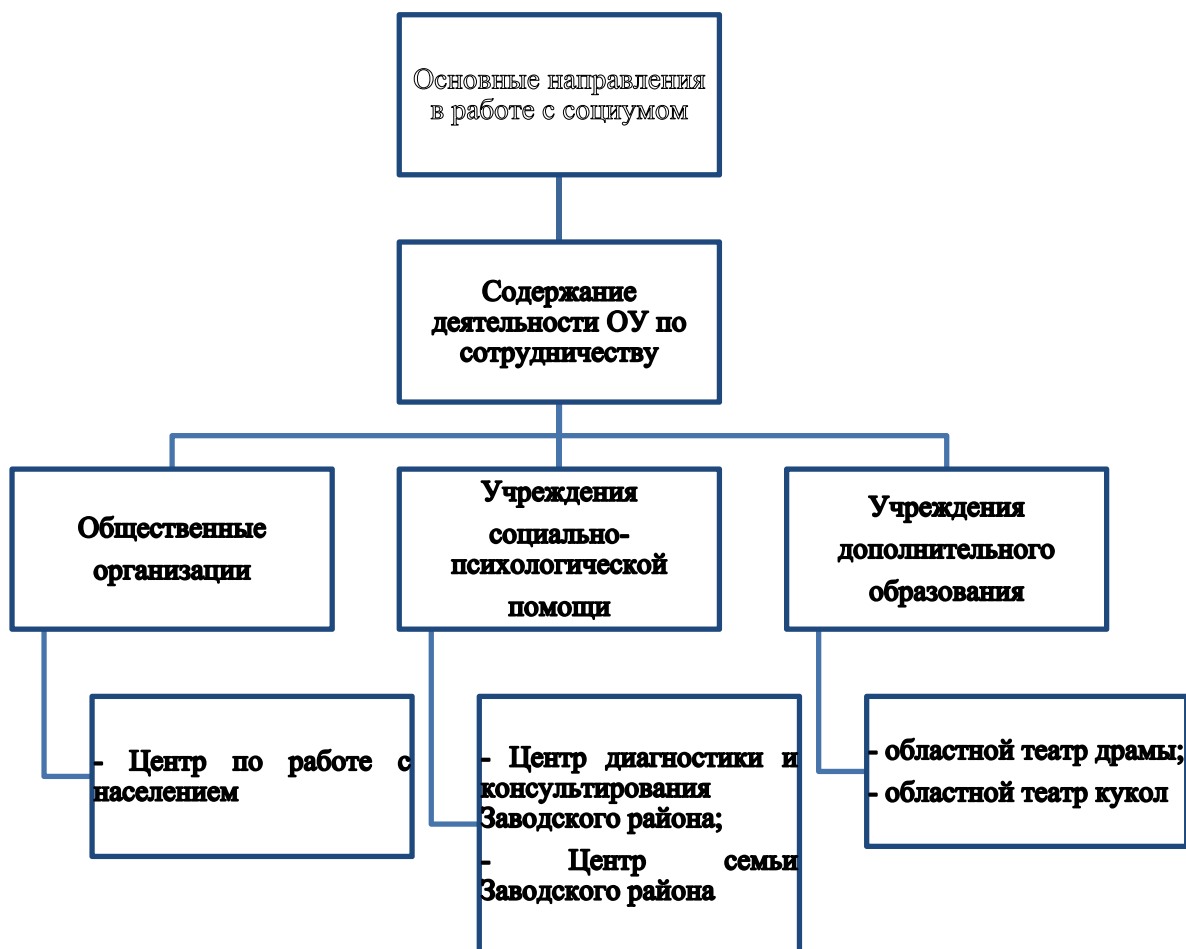 Основные направления
в работе с социумом
Содержание
деятельности ОУ по
сотрудничеству
Общественные
организации
Учреждения
социально-
психологической
помощи
Учреждения
дополнительного
образования
- Центр по работе с
населением
- Центр диагностики и
консультирования
Заводского района;
- Центр семьи
Заводского района
- областной театр драмы;
- областной театр кукол